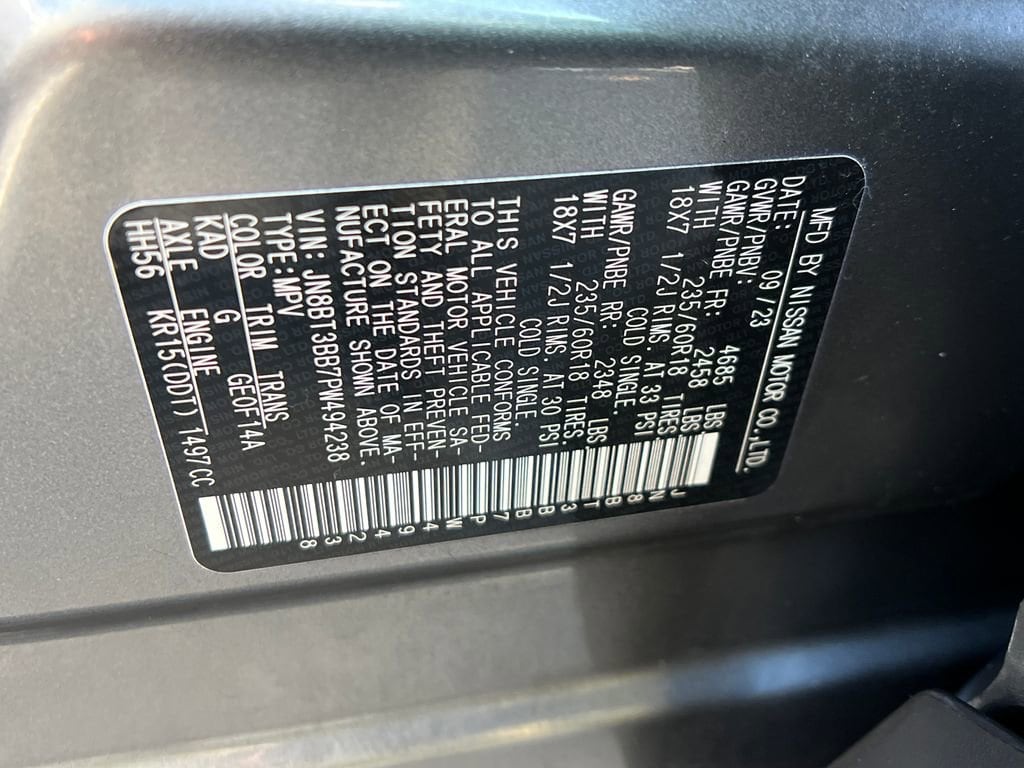 MFD BY NISSAN MOTOR CO.,LTD.
DATE: 09/23
GVWR/PNBV: 4685 LBS
GAWR/PNBE FR: 2458 LBS
WITH 235/60R18 TIRES.
18X7 1/2J RIMS. AT 33 PSI
COLD SINGLE.
GAWR/PNBE RR: 2348 LBS
WITH 235/60R18 TIRES.
18X7 1/2J RIMS. AT 30 PSI
COLD SINGLE.
THIS VEHICLE CONFORMS
TO ALL APPLICABLE FED-
ERAL MOTOR VEHICLE SA-
FETY AND THEFT PREVEN-
TION STANDARDS IN EFF-
ECT ON THE DATE OF MA-
NUFACTURE SHOWN ABOVE.
VIN: JN8BT3BB7PW494238
TYPE:MPV
COLOR TRIM TRANS
KAD G GE0F14A
AXLE ENGINE
HH56 KR15(DDT) 1497CC
JN8BT3BB7PW494238